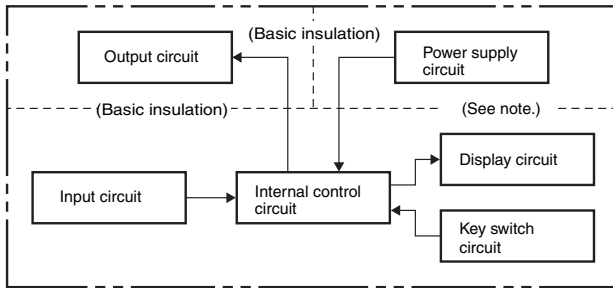 Output circuit
(Basic insulation)
Power supply
circuit
(Basic insulation)
(See note.)
Input circuit
Internal control
circuit
Display circuit
Key switch
circuit